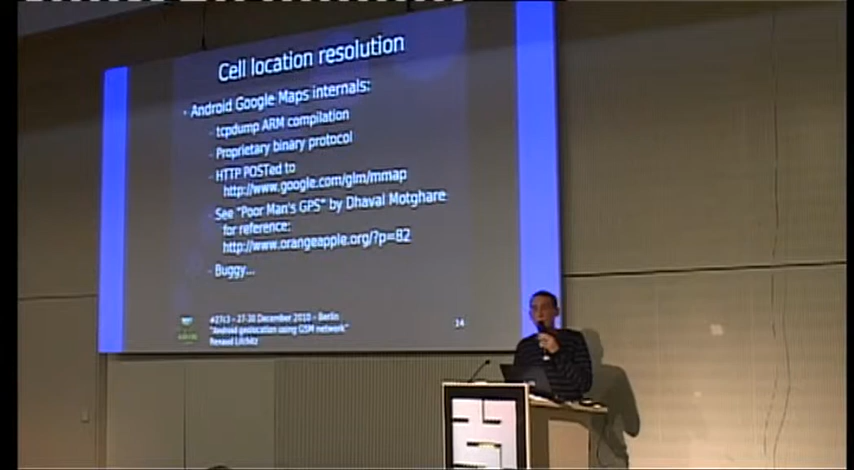 Cell location resolution
Android Google Maps internals:
- tcpdump ARM compilation
- Proprietary binary protocol
- HTTP POSTed to
http://www.google.com/glm/mmap
- See "Poor Man's GPS" by Dhaval Motghare
for reference:
http://www.orangeapple.org/?p=82
- Buggy...
#27c3 - 27-30 December 2010 - Berlin
"Android geolocation using GSM network"
Renaud Lifchitz
14